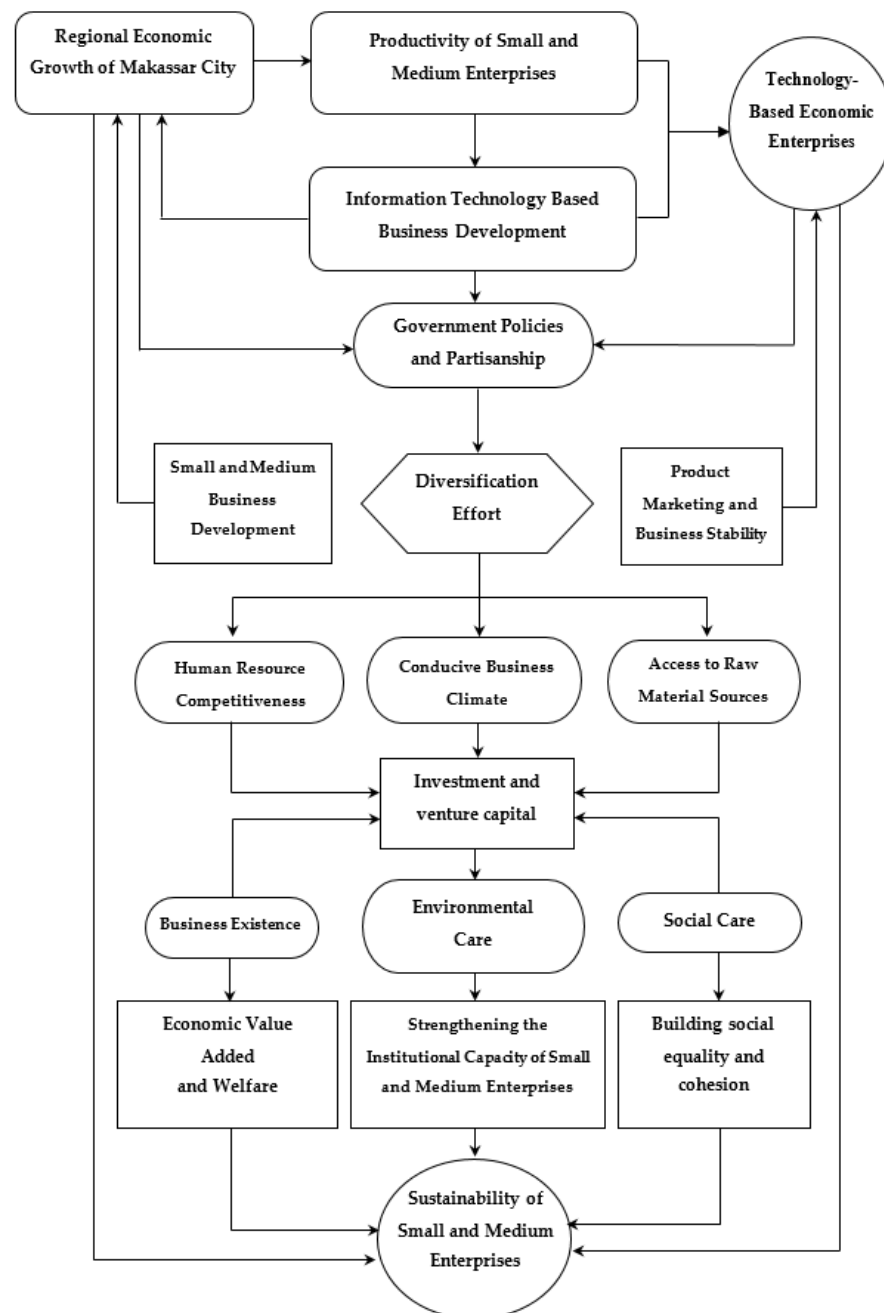 Regional Economic
Growth of Makassar City
Productivity of Small and
Medium Enterprises
Technology-
Based Economic
Enterprises
Information Technology Based
Business Development
Government Policies
and Partisanship
Small and Medium
Business
Development
Diversification
Effort
Product
Marketing and
Business Stability
Human Resource
Competitiveness
Conducive Business
Climate
Access to Raw
Material Sources
Investment and
venture capital
Business Existence
Environmental
Care
Social Care
Economic Value
Added
and Welfare
Strengthening the
Institutional Capacity of Small
and Medium Enterprises
Building social
equality and
cohesion
Sustainability of
Small and Medium
Enterprises